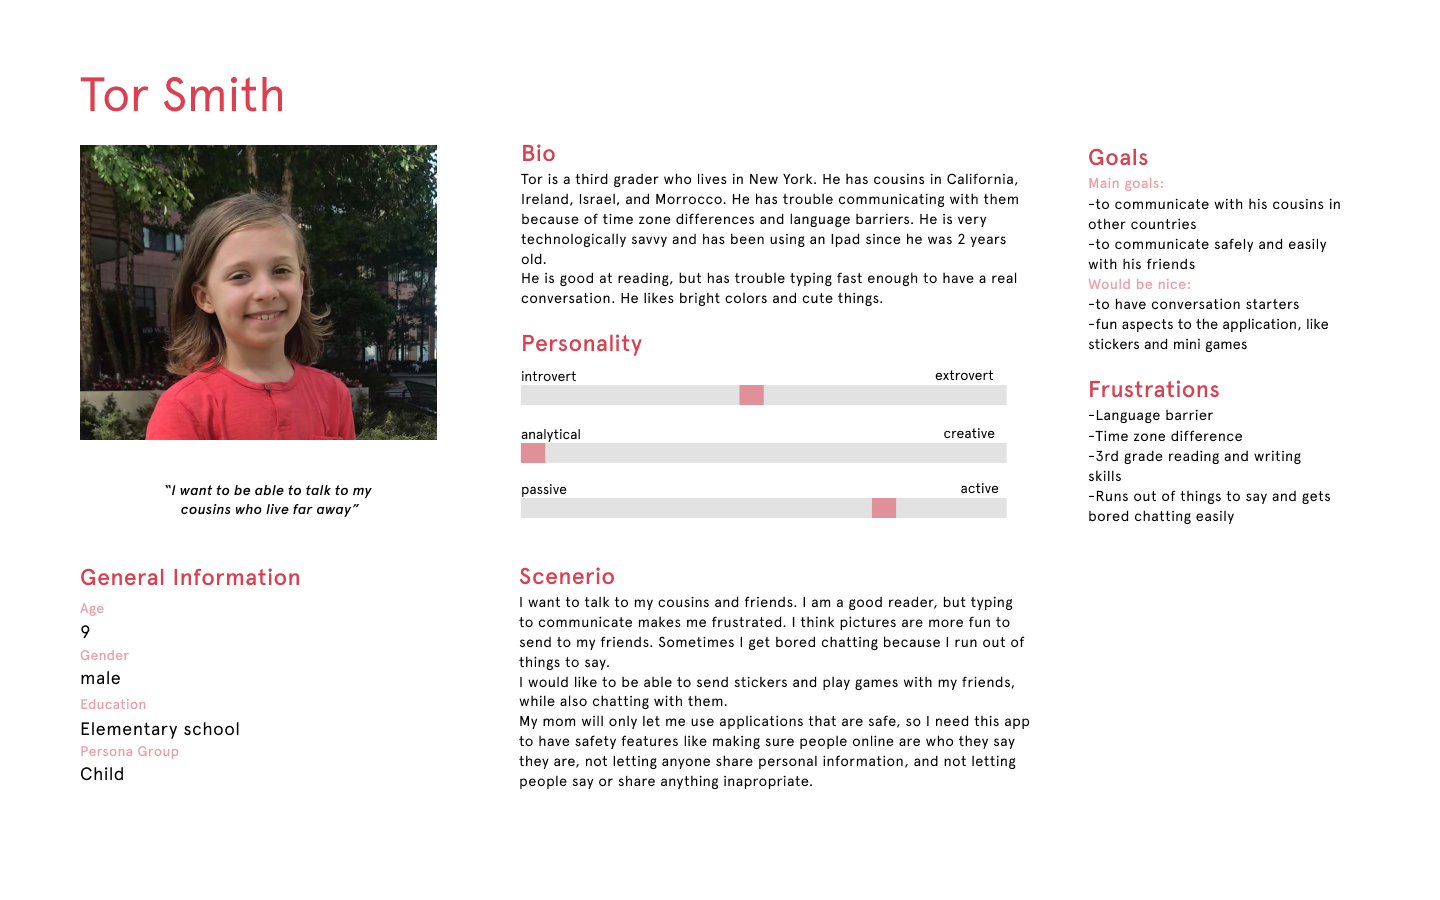 Tor Smith
“I want to be able to talk to my
cousins who live far away”
General Information
Age
9
Gender
male
Education
Elementary school
Persona Group
Child
Bio
Tor is a third grader who lives in New York. He has cousins in California,
Ireland, Israel, and Morrocco. He has trouble communicating with them
because of time zone differences and language barriers. He is very
technologically savvy and has been using an Ipad since he was 2 years
old.
He is good at reading, but has trouble typing fast enough to have a real
conversation. He likes bright colors and cute things.
Personality
introvert extrovert
analytical creative
passive active
Scenerio
I want to talk to my cousins and friends. I am a good reader, but typing
to communicate makes me frustrated. I think pictures are more fun to
send to my friends. Sometimes I get bored chatting because I run out of
things to say.
I would like to be able to send stickers and play games with my friends,
while also chatting with them.
My mom will only let me use applications that are safe, so I need this app
to have safety features like making sure people online are who they say
they are, not letting anyone share personal information, and not letting
people say or share anything inapropriate.
Goals
Main goals:
-to communicate with his cousins in
other countries
-to communicate safely and easily
with his friends
Would be nice:
-to have conversation starters
-fun aspects to the application, like
stickers and mini games
Frustrations
-Language barrier
-Time zone difference
-3rd grade reading and writing
skills
-Runs out of things to say and gets
bored chatting easily